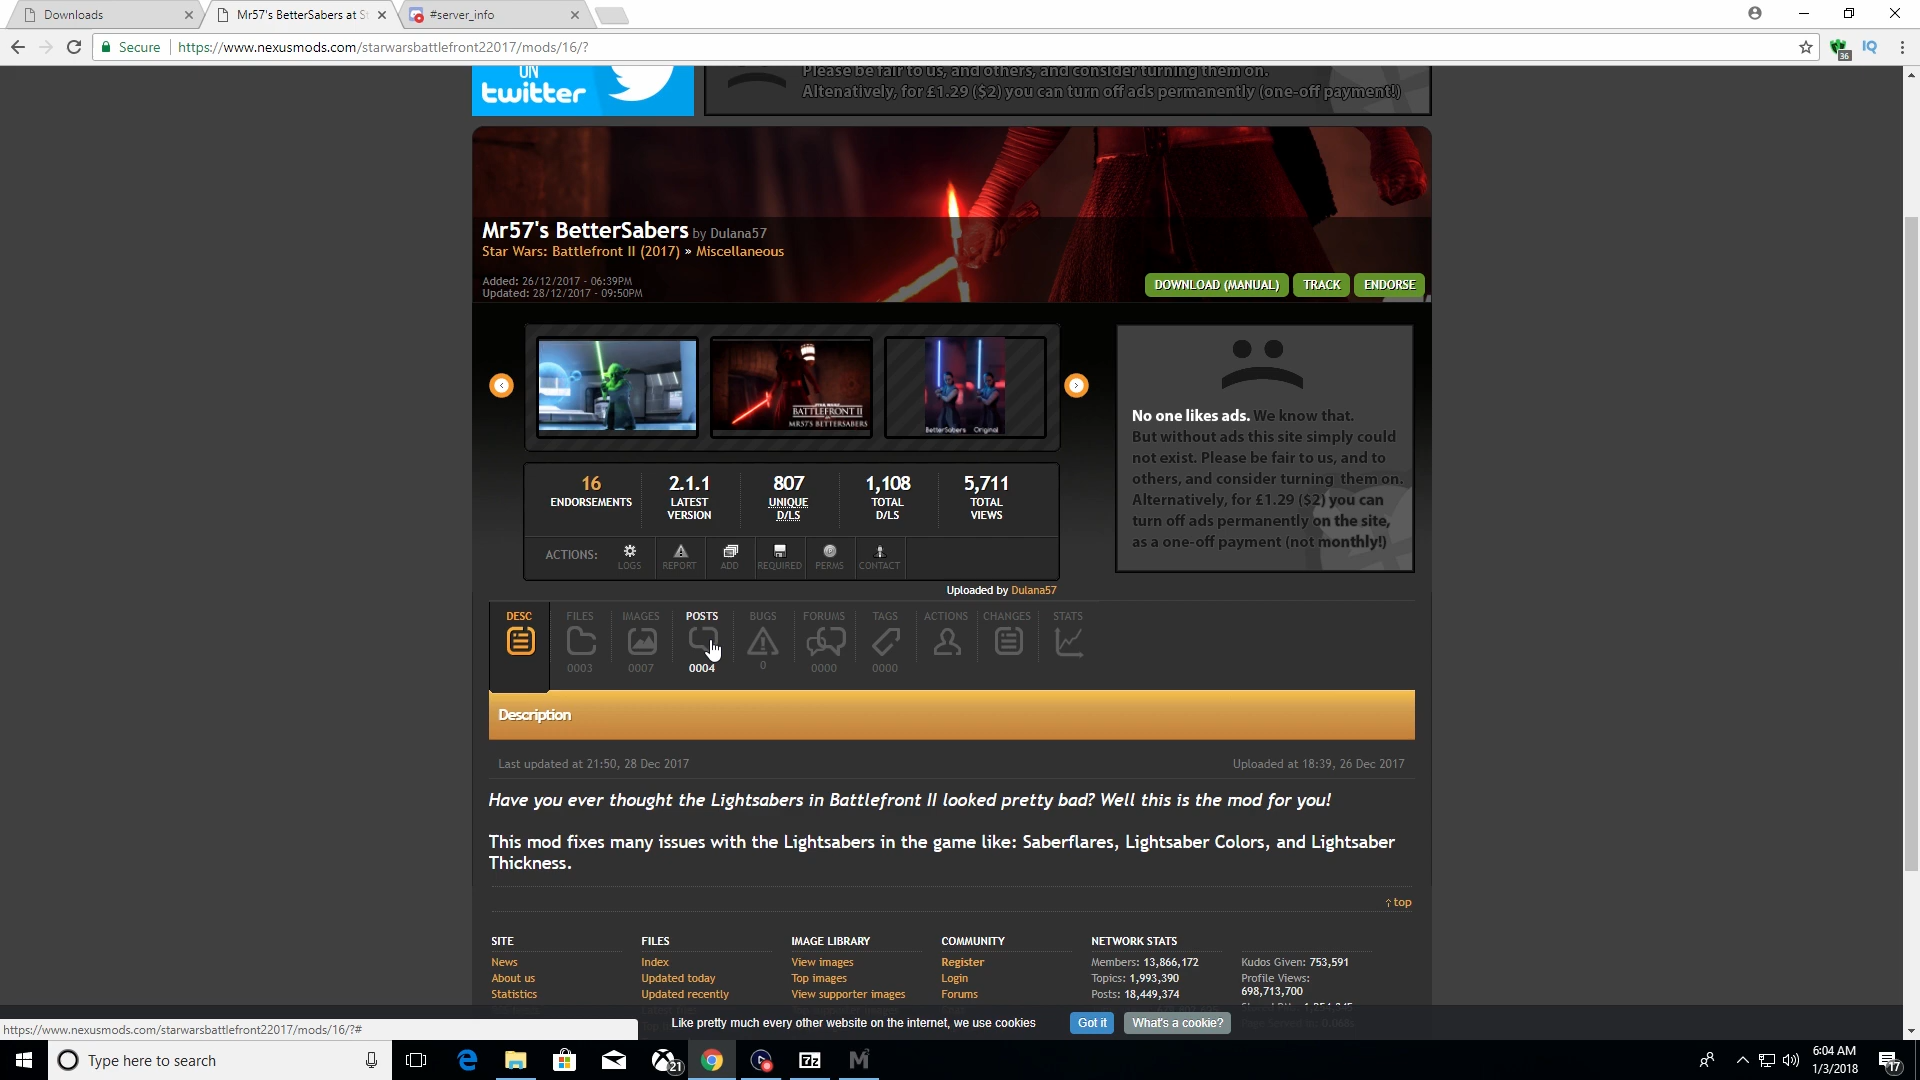 Downloads
Mr57's BetterSabers at St
#server_info
Secure
https://www.nexusmods.com/starwarsbattlefront22017/mods/16/?
36
IQ
ON
twitter
Please be fair to us, and others, and consider turning them on.
Altenatively, for £1.29 ($2) you can turn off ads permanently (one-off payment!)
Mr57's BetterSabers by Dulana57
Star Wars: Battlefront II (2017) » Miscellaneous
Added: 26/12/2017 - 06:39PM
Updated: 28/12/2017 - 09:50PM
DOWNLOAD (MANUAL)
TRACK
ENDORSE
STAR WARS
BATTLEFRONT II
MR57'S BETTERSABERS
BetterSabers Original
No one likes ads. We know that.
But without ads this site simply could
not exist. Please be fair to us, and to
others, and consider turning them on.
Alternatively, for £1.29 ($2) you can
turn off ads permanently on the site,
as a one-off payment (not monthly!)
16 2.1.1 807 1,108 5,711
ENDORSEMENTS LATEST UNIQUE TOTAL TOTAL
VERSION D/LS D/LS VIEWS
ACTIONS: LOGS REPORT ADD REQUIRED PERMS CONTACT
Uploaded by Dulana57
DESC FILES IMAGES POSTS BUGS FORUMS TAGS ACTIONS CHANGES STATS
0003 0007 0004 0 0000 0000
Description
Last updated at 21:50, 28 Dec 2017
Uploaded at 18:39, 26 Dec 2017
Have you ever thought the Lightsabers in Battlefront II looked pretty bad? Well this is the mod for you!
This mod fixes many issues with the Lightsabers in the game like: Saberflares, Lightsaber Colors, and Lightsaber
Thickness.
↑ top
SITE FILES IMAGE LIBRARY COMMUNITY NETWORK STATS
News Index View images Register Members: 13,866,172 Kudos Given: 753,591
About us Updated today Top images Login Topics: 1,993,390 Profile Views:
698,713,700
Statistics Updated recently View supporter images Forums Posts: 18,449,374
https://www.nexusmods.com/starwarsbattlefront22017/mods/16/?#
Like pretty much every other website on the internet, we use cookies
Got it
What's a cookie?
Type here to search
21
7z
6:04 AM
1/3/2018
17